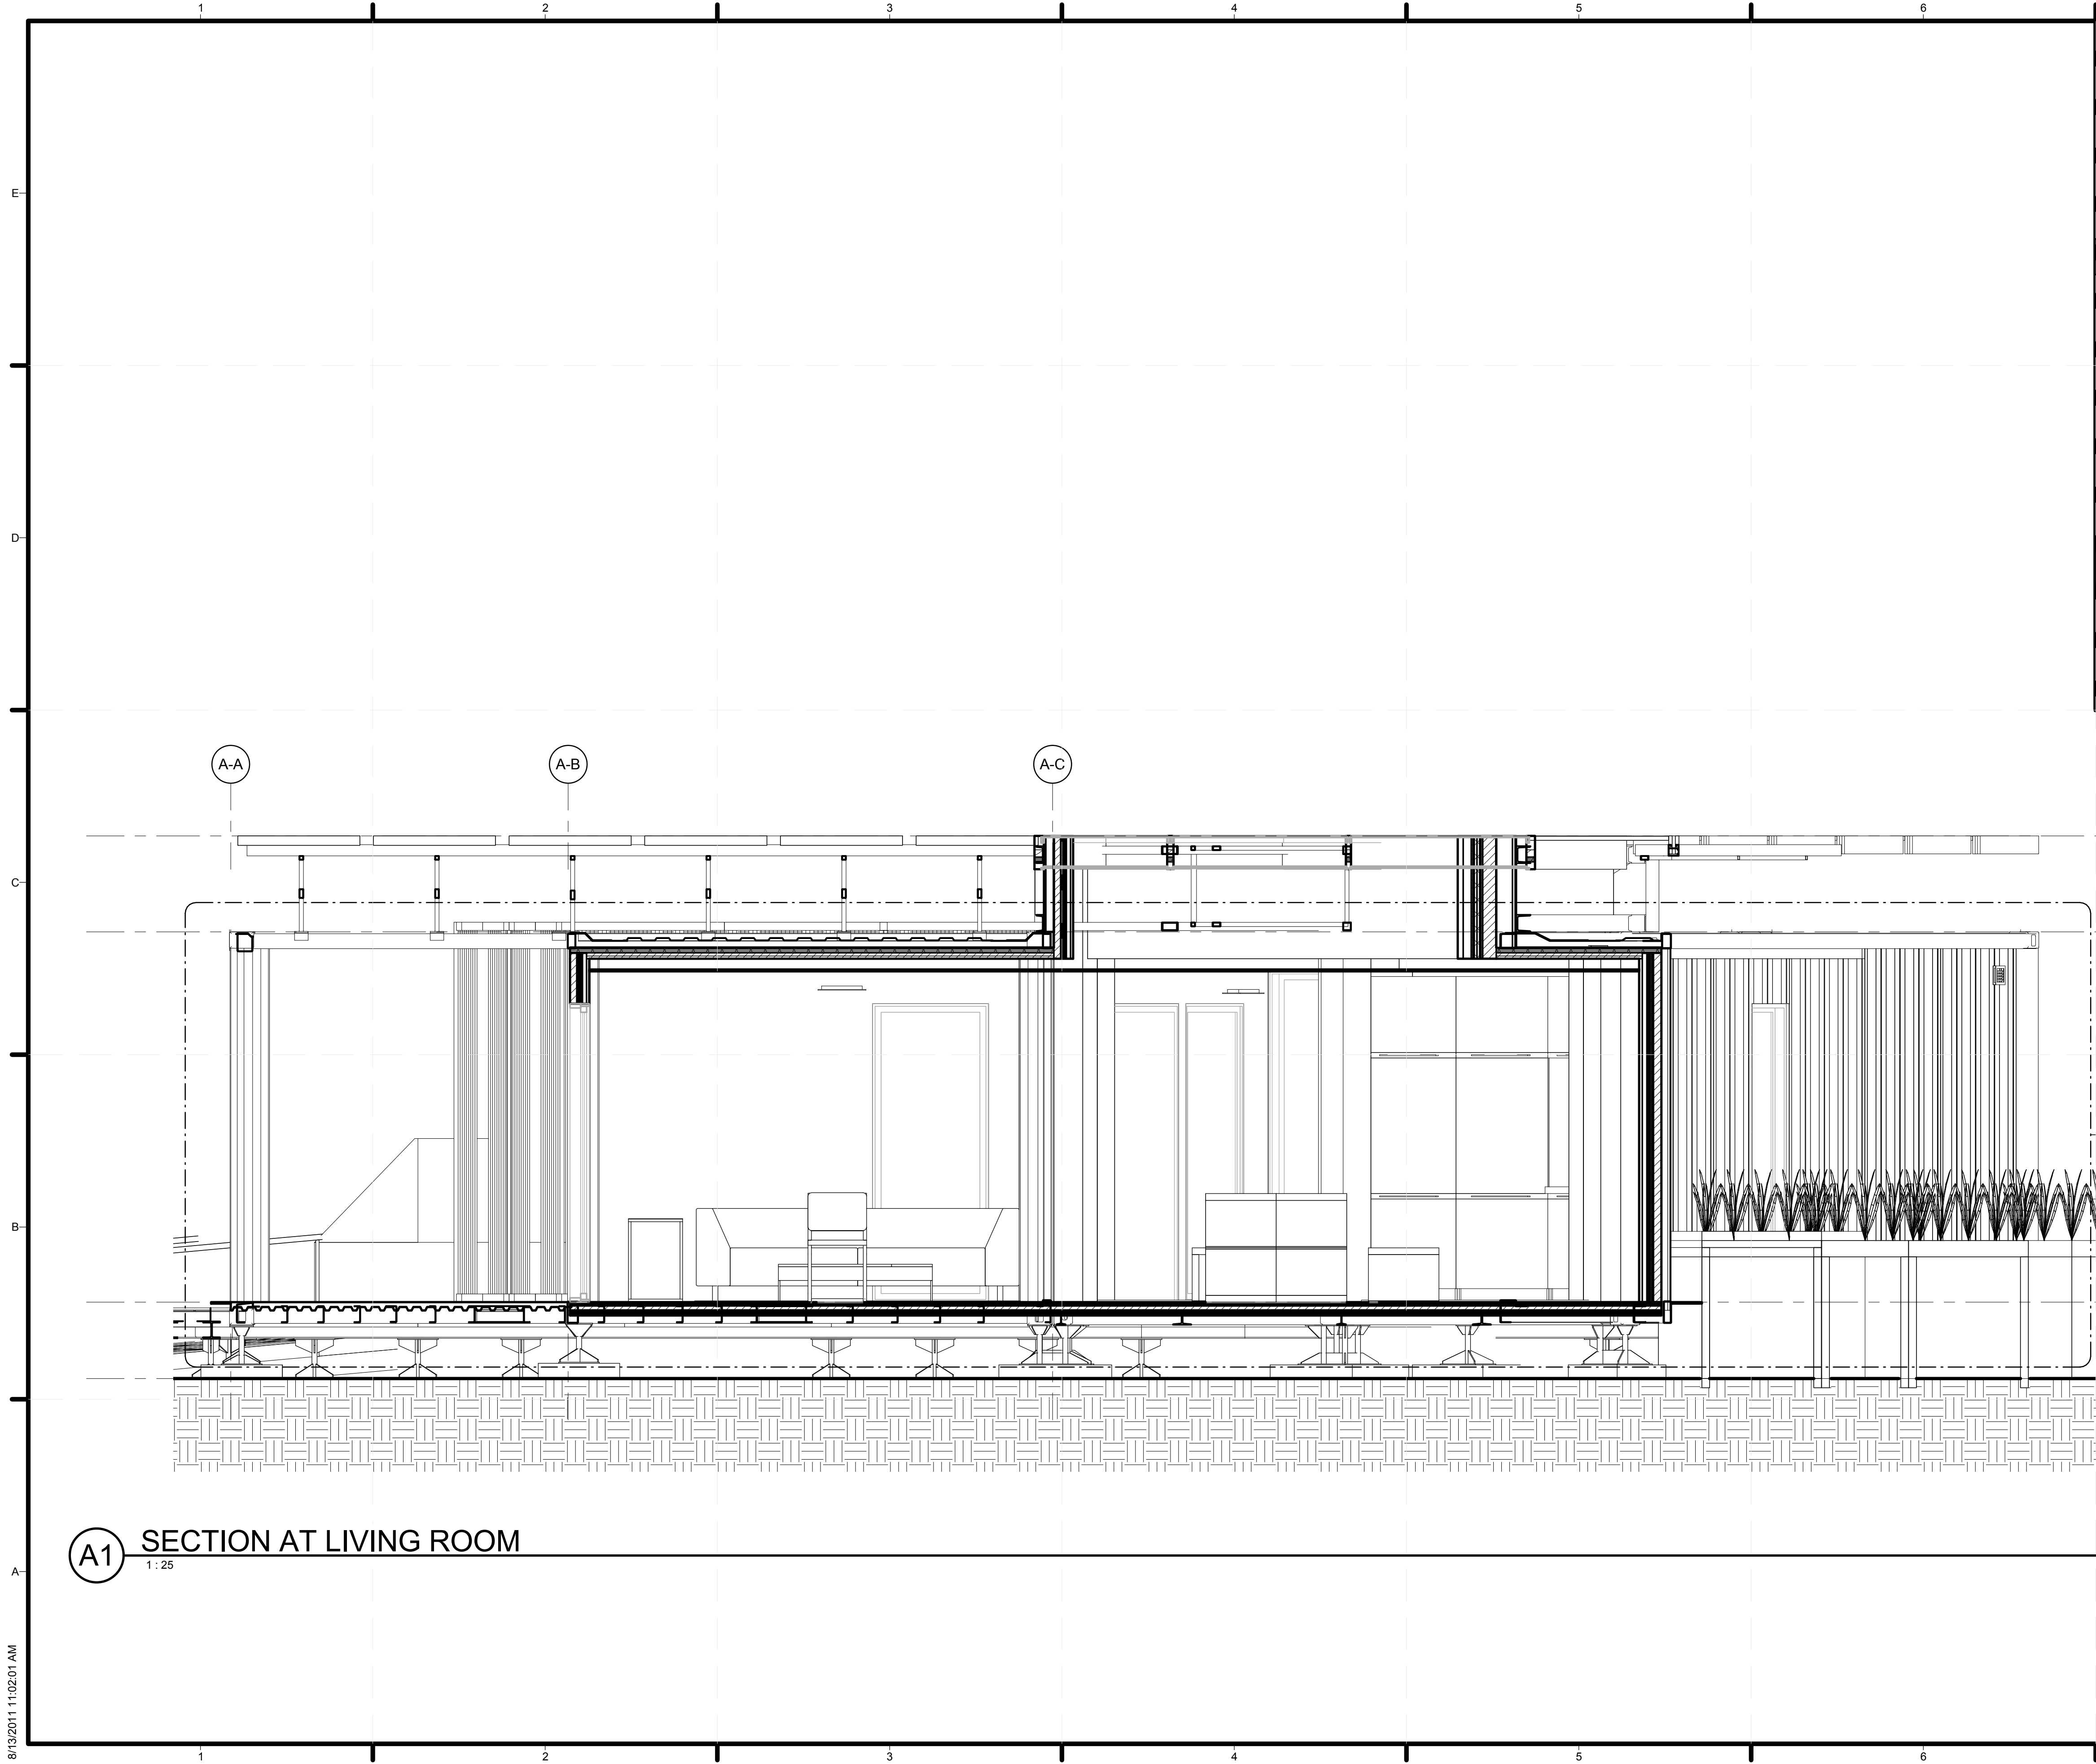 1 2 3 4 5 6
E
D
A-A A-B A-C
C
B
A1 SECTION AT LIVING ROOM
1 : 25
A
8/13/2011 11:02:01 AM
1 2 3 4 5 6